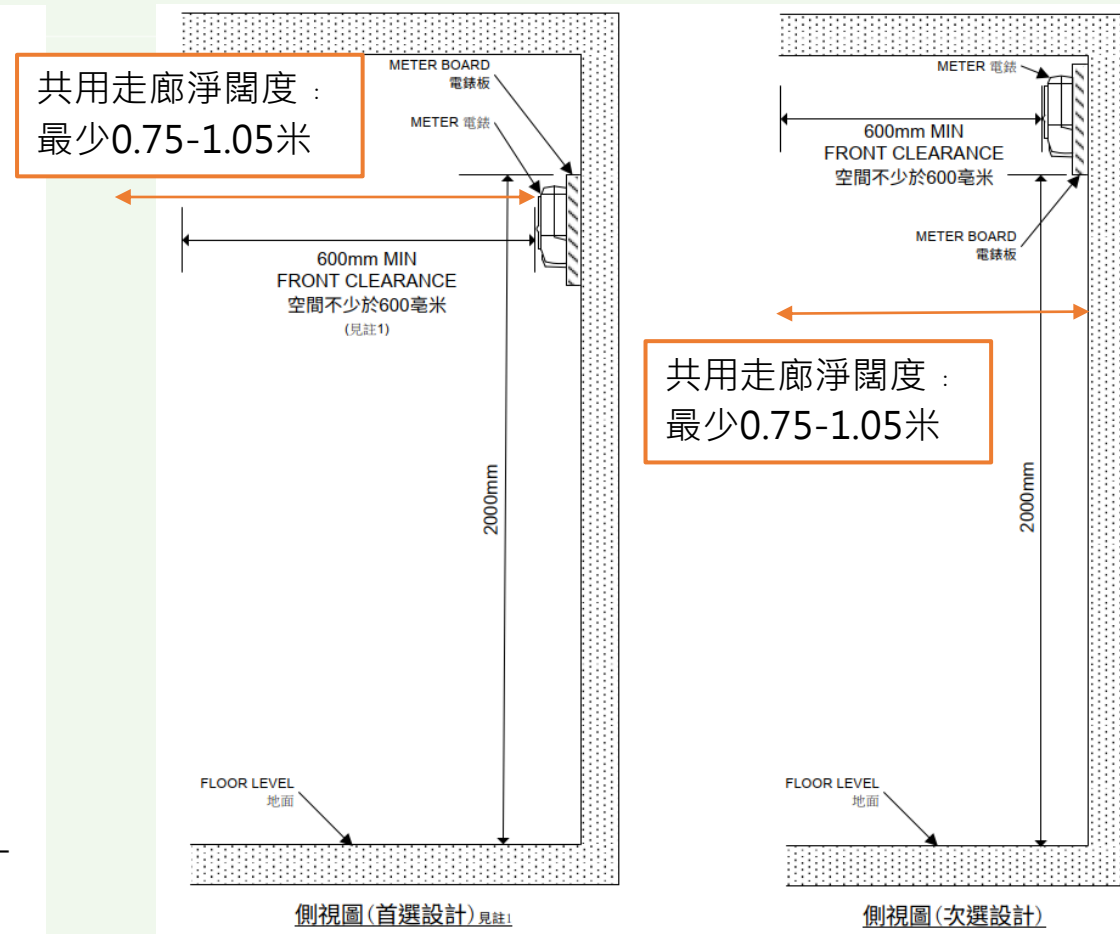 共用走廊淨闊度：
最少0.75-1.05米
METER BOARD
電錶板
METER 電錶
600mm MIN
FRONT CLEARANCE
空間不少於600毫米
(見註1)
2000mm
FLOOR LEVEL
地面
側視圖(首選設計)見註1
METER 電錶
600mm MIN
FRONT CLEARANCE
空間不少於600毫米
METER BOARD
電錶板
共用走廊淨闊度：
最少0.75-1.05米
2000mm
FLOOR LEVEL
地面
側視圖(次選設計)